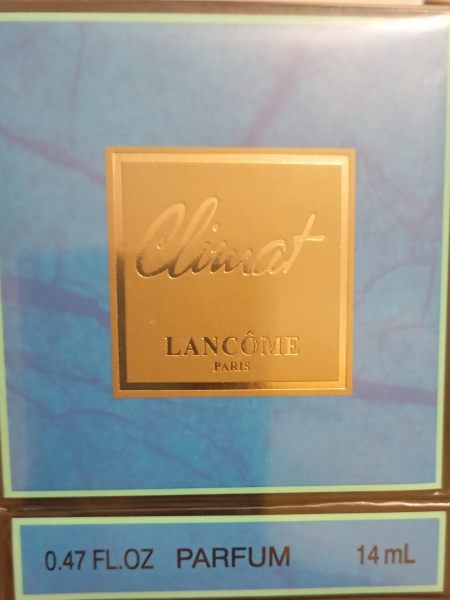 Climat
LANCÔME
PARIS
0.47 FL.OZ PARFUM 14 mL